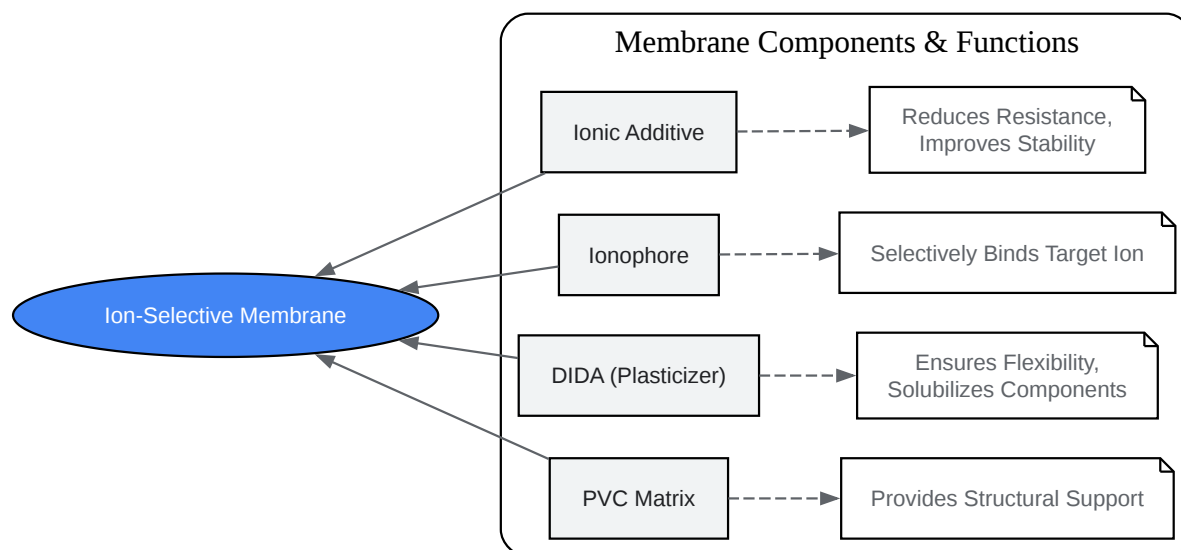 Membrane Components & Functions
Ionic Additive
Reduces Resistance,
Improves Stability
Ionophore
Selectively Binds Target Ion
Ion-Selective Membrane
DIDA (Plasticizer)
Ensures Flexibility,
Solubilizes Components
PVC Matrix
Provides Structural Support